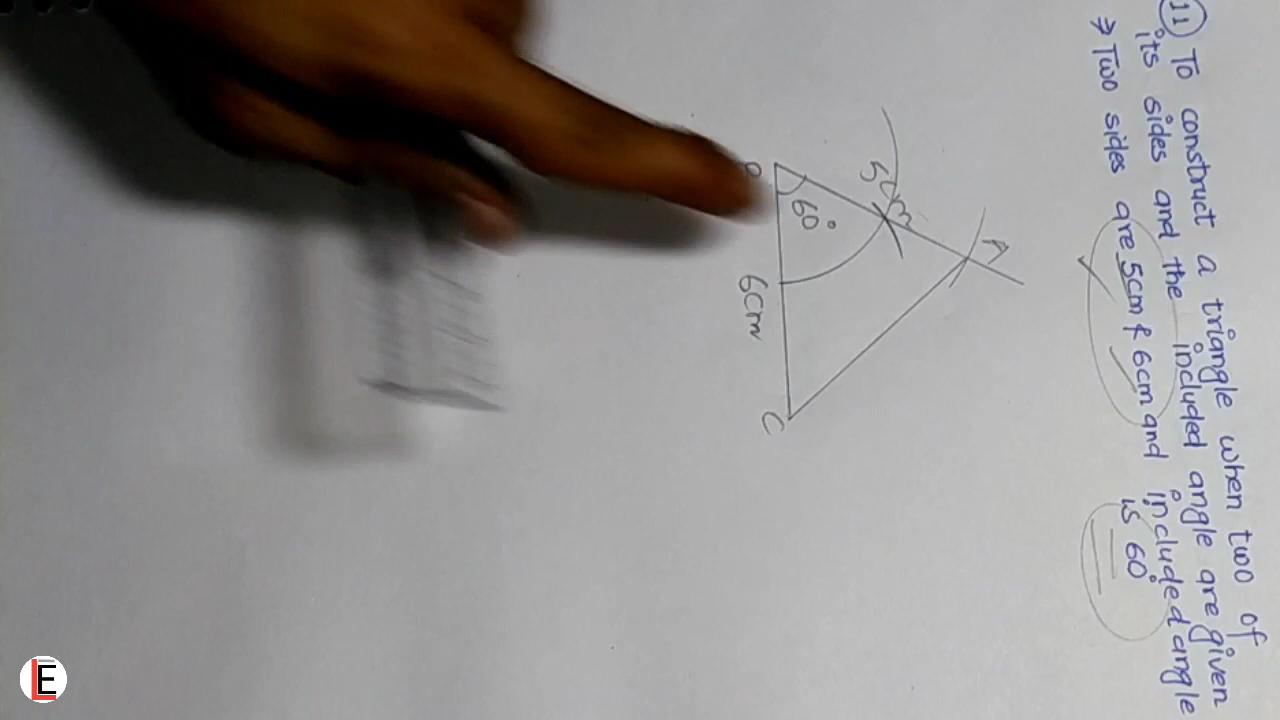 11 To construct a triangle when two of
its sides and the included angle are given
⇒ Two sides are 5cm & 6cm and included angle
is 60°
A
5cm
60°
B
6cm
C
LE